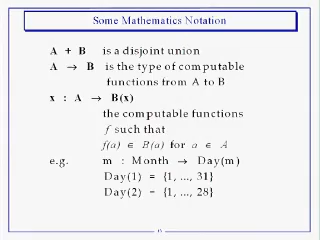 Some Mathematics Notation
A + B is a disjoint union
A → B is the type of computable
functions from A to B
x : A → B(x)
the computable functions
f such that
f(a) ∈ B(a) for a ∈ A
e.g. m : Month → Day(m)
Day(1) = {1, ..., 31}
Day(2) = {1, ..., 28}